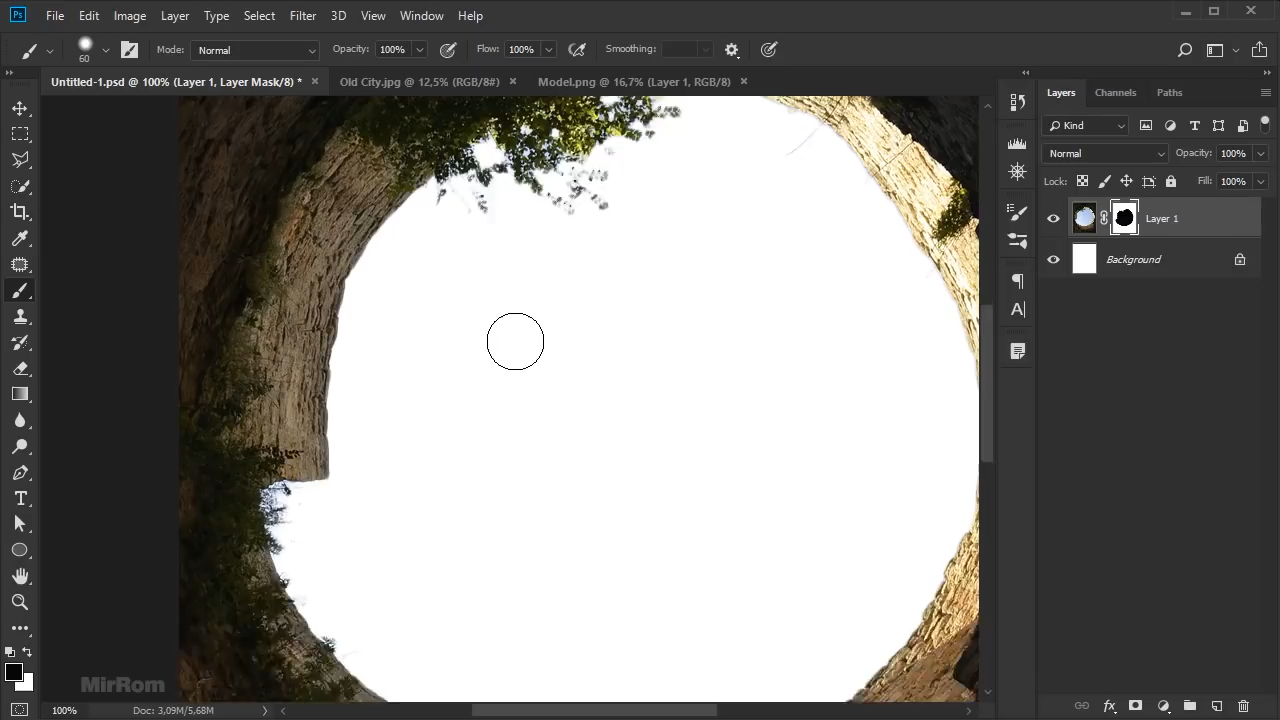 Ps File Edit Image Layer Type Select Filter 3D View Window Help
60 Mode: Normal Opacity: 100% Flow: 100% Smoothing:
Untitled-1.psd @ 100% (Layer 1, Layer Mask/8) * Old City.jpg @ 12,5% (RGB/8#) Model.png @ 16,7% (Layer 1, RGB/8)
Layers Channels Paths
Kind
Normal Opacity: 100%
Lock: Fill: 100%
Layer 1
Background
MirRom
100% Doc: 3,09M/5,68M